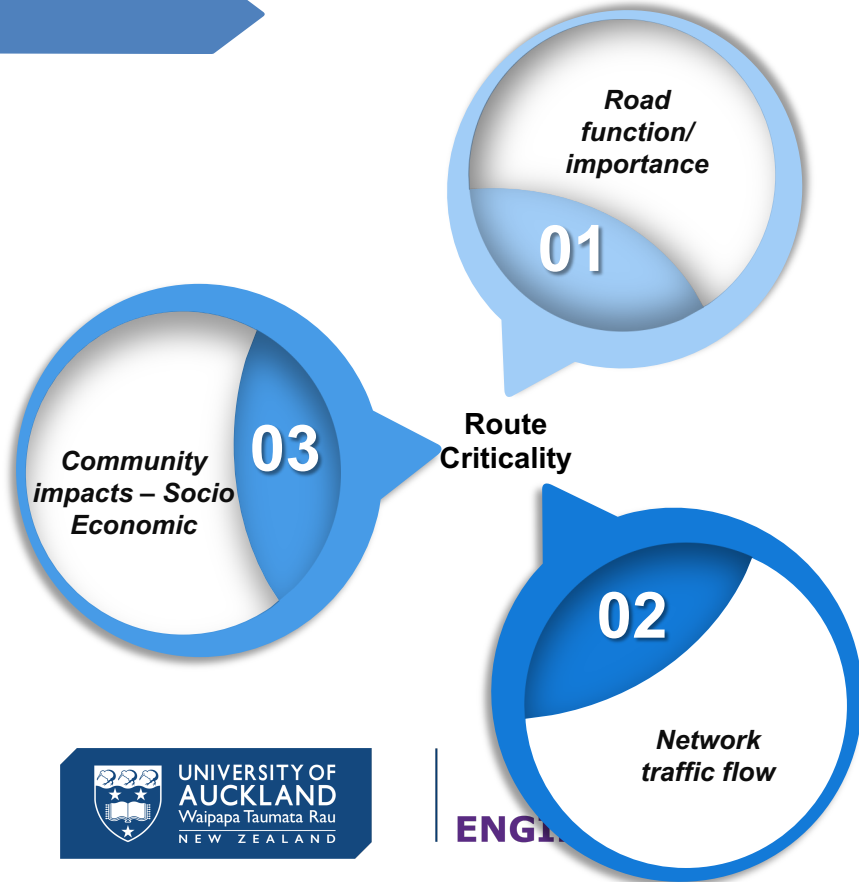 Road
function/
importance
01
Route
Criticality
03
Community
impacts – Socio
Economic
02
Network
traffic flow
UNIVERSITY OF
AUCKLAND
Waipapa Taumata Rau
NEW ZEALAND